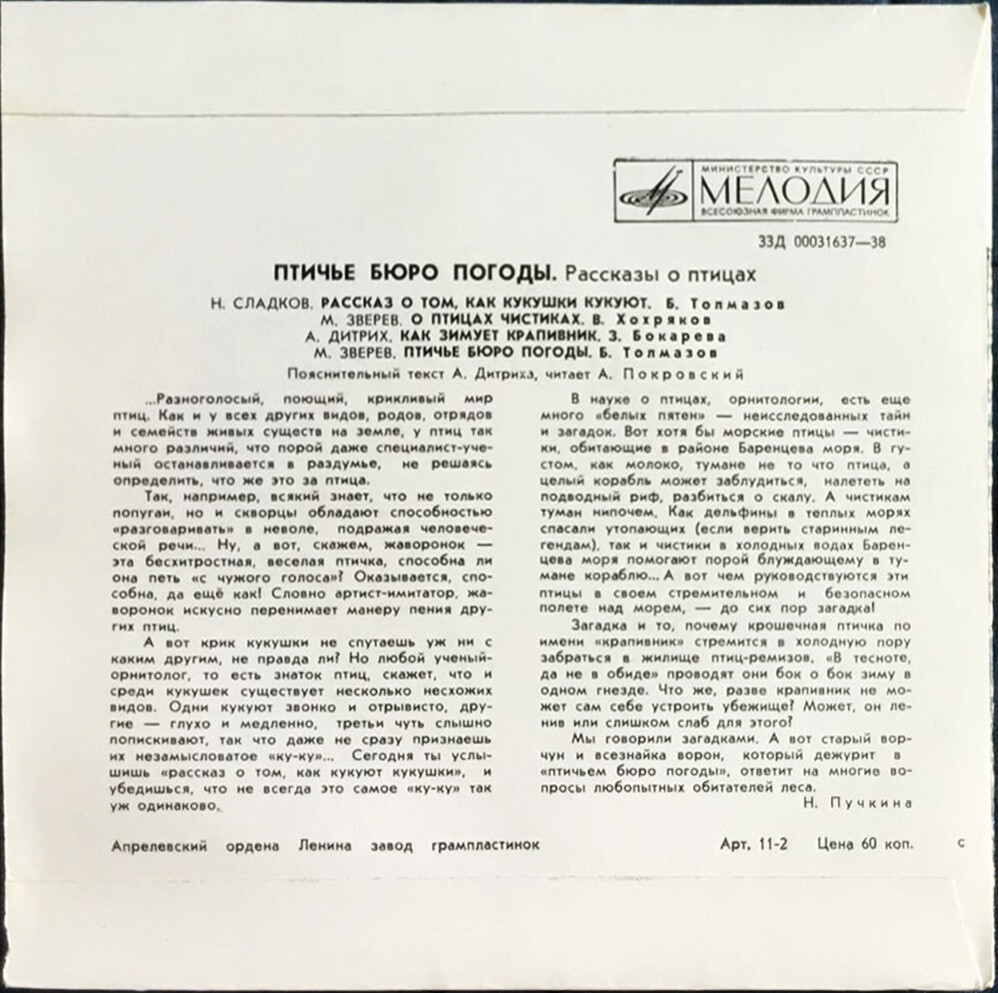 МИНИСТЕРСТВО КУЛЬТУРЫ СССР
МЕЛОДИЯ
ВСЕСОЮЗНАЯ ФИРМА ГРАМПЛАСТИНОК
33Д 00031637—38
ПТИЧЬЕ БЮРО ПОГОДЫ. Рассказы о птицах
Н. СЛАДКОВ. РАССКАЗ О ТОМ, КАК КУКУШКИ КУКУЮТ. Б. Толмазов
М. ЗВЕРЕВ. О ПТИЦАХ ЧИСТИКАХ. В. Хохряков
А. ДИТРИХ. КАК ЗИМУЕТ КРАПИВНИК. З. Бокарева
М. ЗВЕРЕВ. ПТИЧЬЕ БЮРО ПОГОДЫ. Б. Толмазов
Пояснительный текст А. Дитриха, читает А. Покровский
...Разноголосый, поющий, крикливый мир
птиц. Как и у всех других видов, родов, отрядов
и семейств живых существ на земле, у птиц так
много различий, что порой даже специалист-уче-
ный останавливается в раздумье, не решаясь
определить, что же это за птица.
Так, например, всякий знает, что не только
попугаи, но и скворцы обладают способностью
«разговаривать» в неволе, подражая человече-
ской речи... Ну, а вот, скажем, жаворонок —
эта бесхитростная, веселая птичка, способна ли
она петь «с чужого голоса»? Оказывается, спо-
собна, да ещё как! Словно артист-имитатор, жа-
воронок искусно перенимает манеру пения дру-
гих птиц.
А вот крик кукушки не спутаешь уж ни с
каким другим, не правда ли? Но любой ученый-
орнитолог, то есть знаток птиц, скажет, что и
среди кукушек существует несколько несхожих
видов. Одни кукуют звонко и отрывисто, дру-
гие — глухо и медленно, третьи чуть слышно
попискивают, так что даже не сразу признаешь
их незамысловатое «ку-ку»... Сегодня ты услы-
шишь «рассказ о том, как кукуют кукушки», и
убедишься, что не всегда это самое «ку-ку» так
уж одинаково.
В науке о птицах, орнитологии, есть еще
много «белых пятен» — неисследованных тайн
и загадок. Вот хотя бы морские птицы — чисти-
ки, обитающие в районе Баренцева моря. В гу-
стом, как молоко, тумане не то что птица, а
целый корабль может заблудиться, налететь на
подводный риф, разбиться о скалу. А чистикам
туман нипочем. Как дельфины в теплых морях
спасали утопающих (если верить старинным ле-
гендам), так и чистики в холодных водах Барен-
цева моря помогают порой блуждающему в ту-
мане кораблю... А вот чем руководствуются эти
птицы в своем стремительном и безопасном
полете над морем, — до сих пор загадка!
Загадка и то, почему крошечная птичка по
имени «крапивник» стремится в холодную пору
забраться в жилище птиц-ремизов. «В тесноте,
да не в обиде» проводят они бок о бок зиму в
одном гнезде. Что же, разве крапивник не мо-
жет сам себе устроить убежище? Может, он ле-
нив или слишком слаб для этого?
Мы говорили загадками. А вот старый вор-
чун и всезнайка ворон, который дежурит в
«птичьем бюро погоды», ответит на многие во-
просы любопытных обитателей леса.
Н. Пучкина
Апрелевский ордена Ленина завод грампластинок
Арт. 11-2 Цена 60 коп. с